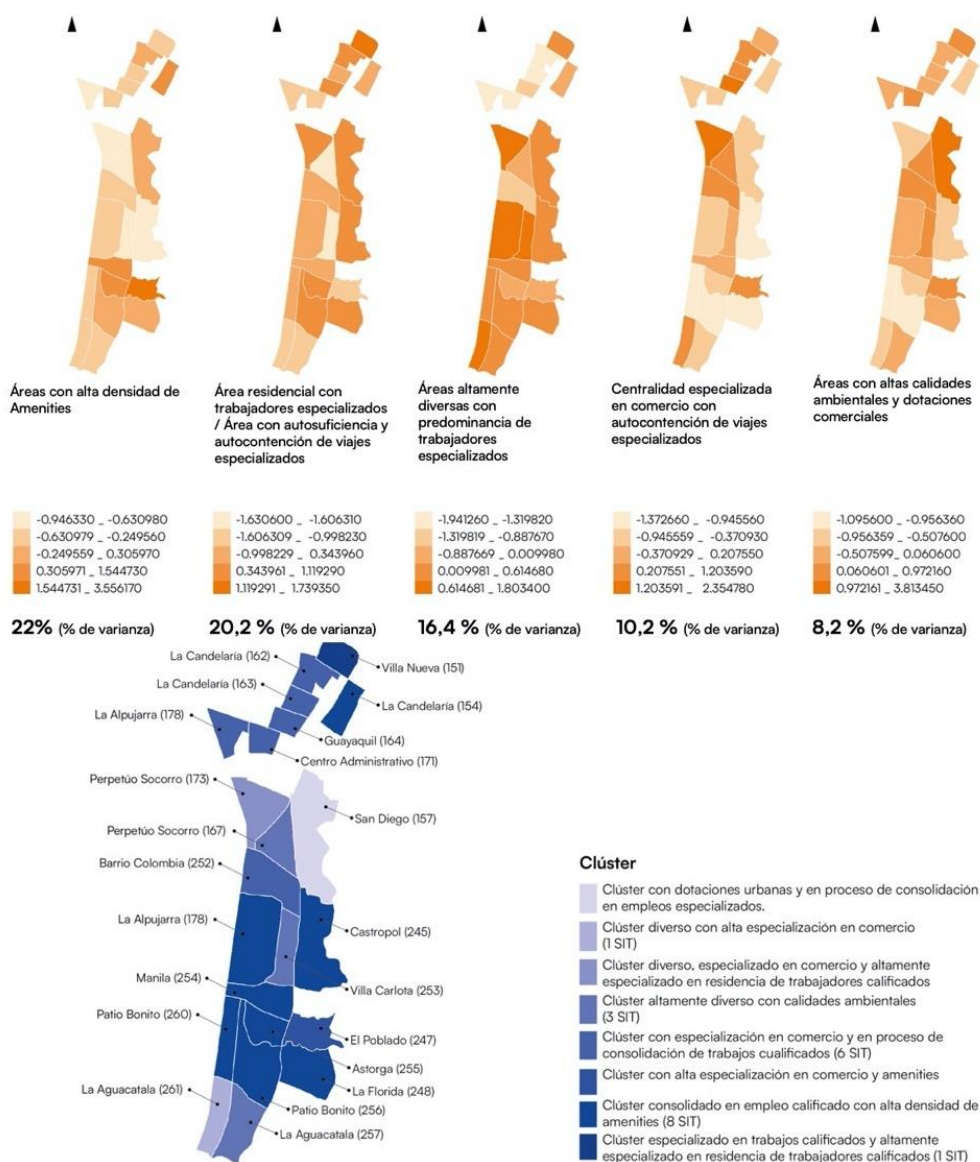 Áreas con alta densidad de
Amenities
Área residencial con
trabajadores especializados
/ Área con autosuficiencia y
autocontención de viajes
especializados
Áreas altamente
diversas con
predominancia de
trabajadores
especializados
Centralidad especializada
en comercio con
autocontención de viajes
especializados
Áreas con altas calidades
ambientales y dotaciones
comerciales
-0.946330 _ -0.630980
-0.630979 _ -0.249560
-0.249559 _ 0.305970
0.305971 _ 1.544730
1.544731 _ 3.556170
-1.630600 _ -1.606310
-1.606309 _ -0.998230
-0.998229 _ 0.343960
0.343961 _ 1.119290
1.119291 _ 1.739350
-1.941260 _ -1.319820
-1.319819 _ -0.887670
-0.887669 _ 0.009980
0.009981 _ 0.614680
0.614681 _ 1.803400
-1.372660 _ -0.945560
-0.945559 _ -0.370930
-0.370929 _ 0.207550
0.207551 _ 1.203590
1.203591 _ 2.354780
-1.095600 _ -0.956360
-0.956359 _ -0.507600
-0.507599 _ 0.060600
0.060601 _ 0.972160
0.972161 _ 3.813450
22% (% de varianza)
20,2 % (% de varianza)
16,4 % (% de varianza)
10,2 % (% de varianza)
8,2 % (% de varianza)
La Candelaría (162)
Villa Nueva (151)
La Candelaría (163)
La Candelaría (154)
La Alpujarra (178)
Guayaquil (164)
Centro Administrativo (171)
Perpetúo Socorro (173)
San Diego (157)
Perpetúo Socorro (167)
Barrio Colombia (252)
La Alpujarra (178)
Castropol (245)
Manila (254)
Villa Carlota (253)
Patio Bonito (260)
El Poblado (247)
Astorga (255)
La Aguacatala (261)
La Florida (248)
Patio Bonito (256)
La Aguacatala (257)
Clúster
Clúster con dotaciones urbanas y en proceso de consolidación
en empleos especializados.
Clúster diverso con alta especialización en comercio
(1 SIT)
Clúster diverso, especializado en comercio y altamente
especializado en residencia de trabajadores calificados
Clúster altamente diverso con calidades ambientales
(3 SIT)
Clúster con especialización en comercio y en proceso de
consolidación de trabajos cualificados (6 SIT)
Clúster con alta especialización en comercio y amenities
Clúster consolidado en empleo calificado con alta densidad de
amenities (8 SIT)
Clúster especializado en trabajos calificados y altamente
especializado en residencia de trabajadores calificados (1 SIT)